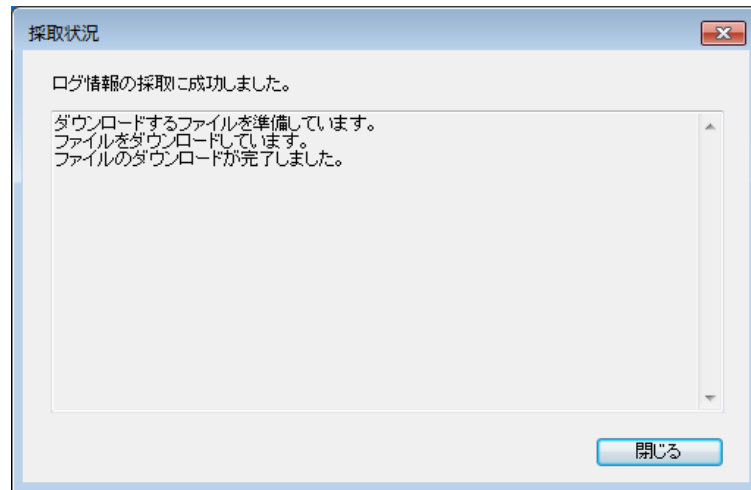 採取状況
ログ情報の採取に成功しました。
ダウンロードするファイルを準備しています。
ファイルをダウンロードしています。
ファイルのダウンロードが完了しました。
閉じる